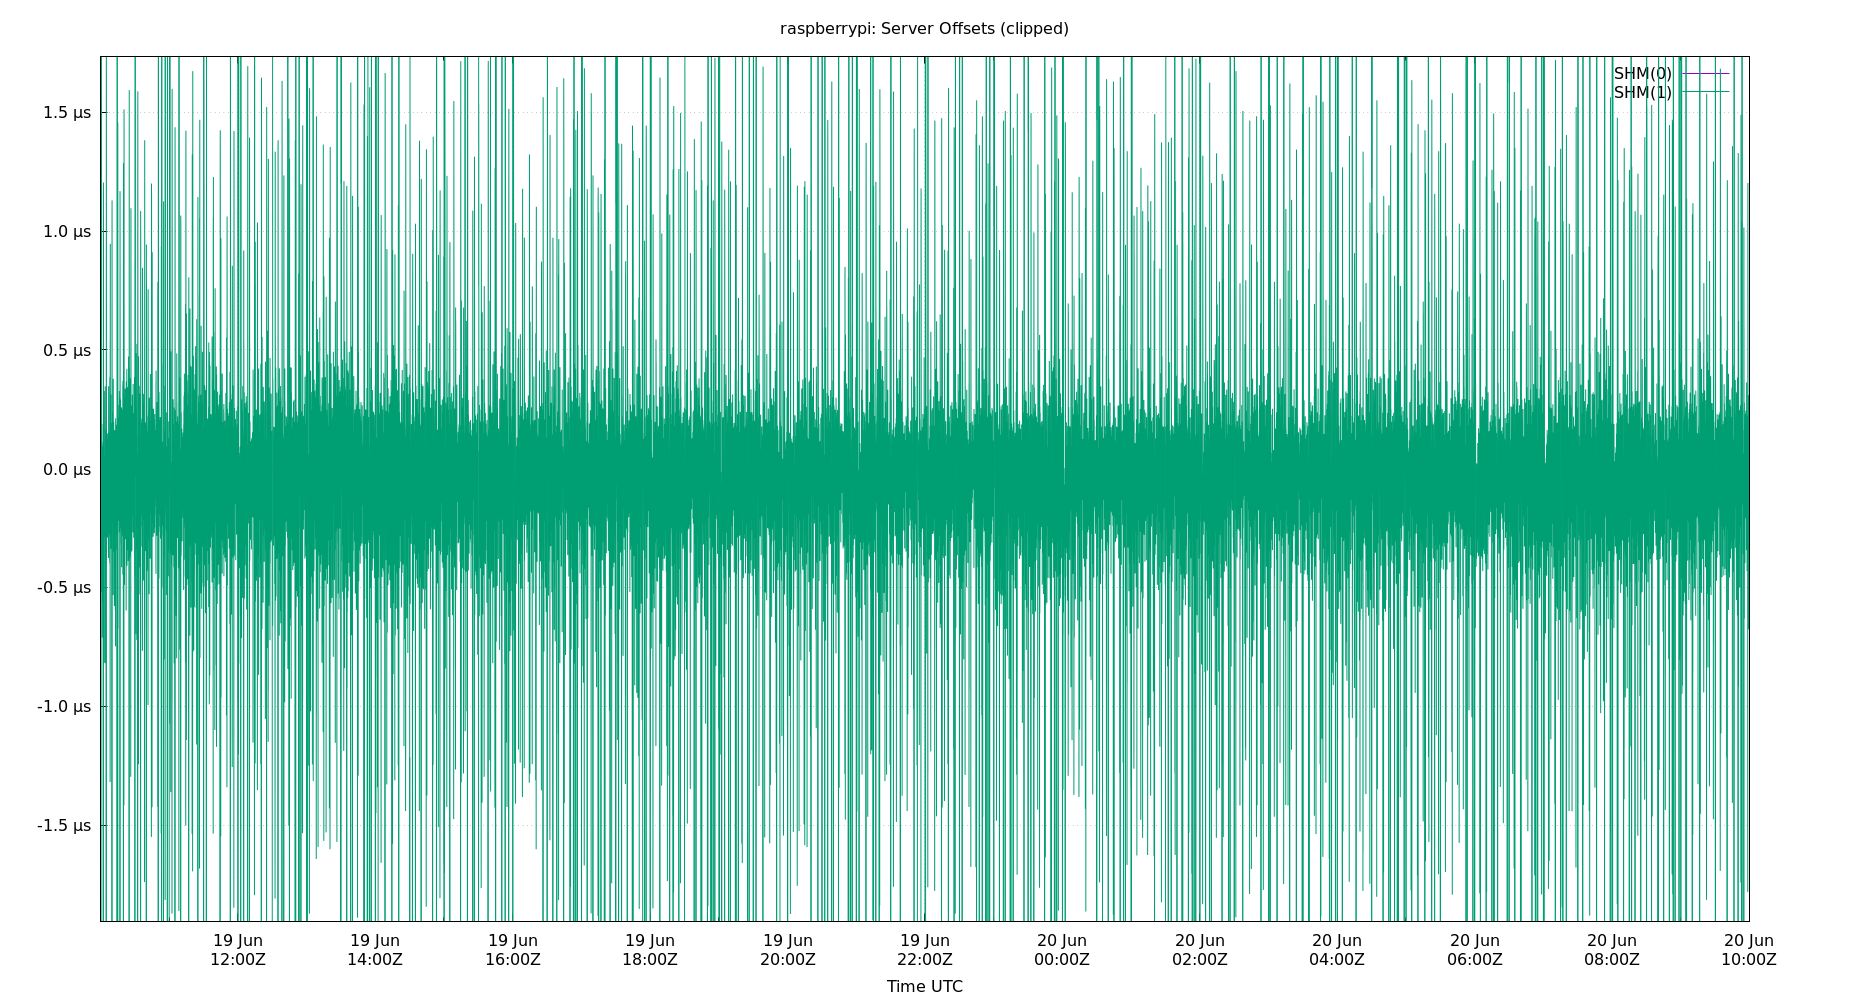 raspberrypi: Server Offsets (clipped)
SHM(0)
SHM(1)
1.5 μs
1.0 μs
0.5 μs
0.0 μs
-0.5 μs
-1.0 μs
-1.5 μs
19 Jun 19 Jun 19 Jun 19 Jun 19 Jun 19 Jun 20 Jun 20 Jun 20 Jun 20 Jun 20 Jun 20 Jun
12:00Z 14:00Z 16:00Z 18:00Z 20:00Z 22:00Z 00:00Z 02:00Z 04:00Z 06:00Z 08:00Z 10:00Z
Time UTC